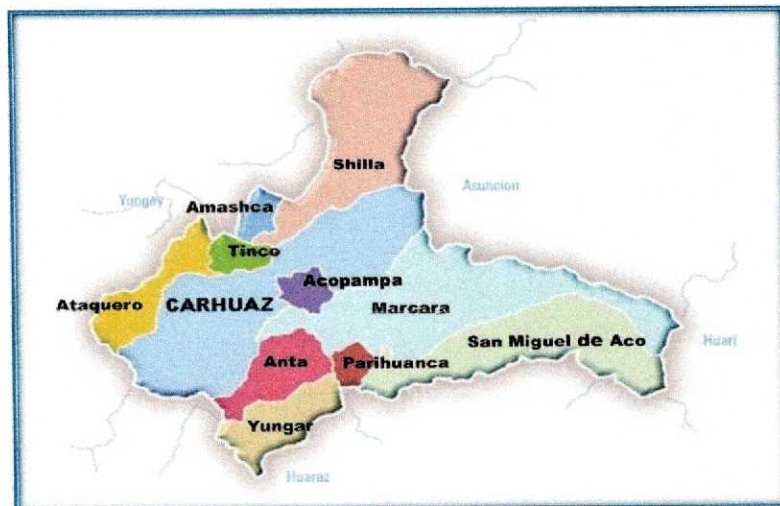 Shilla
Asuncion
Yungay
Amashca
Tinco
Acopampa
Ataquero
CARHUAZ
Marcara
San Miguel de Aco
Huari
Anta
Parihuanca
Yungar
Huaraz